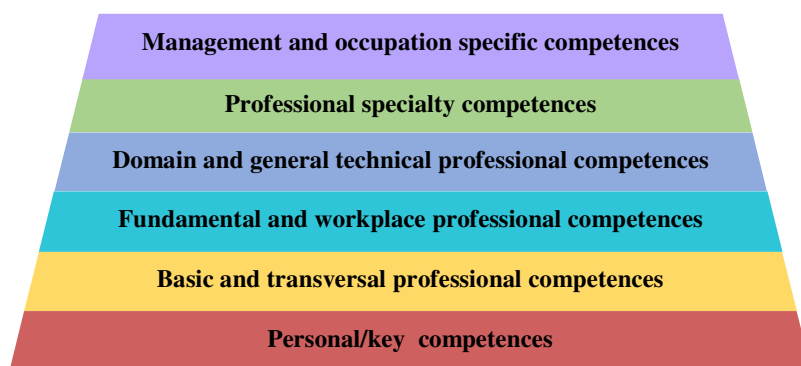 Management and occupation specific competences
Professional specialty competences
Domain and general technical professional competences
Fundamental and workplace professional competences
Basic and transversal professional competences
Personal/key competences